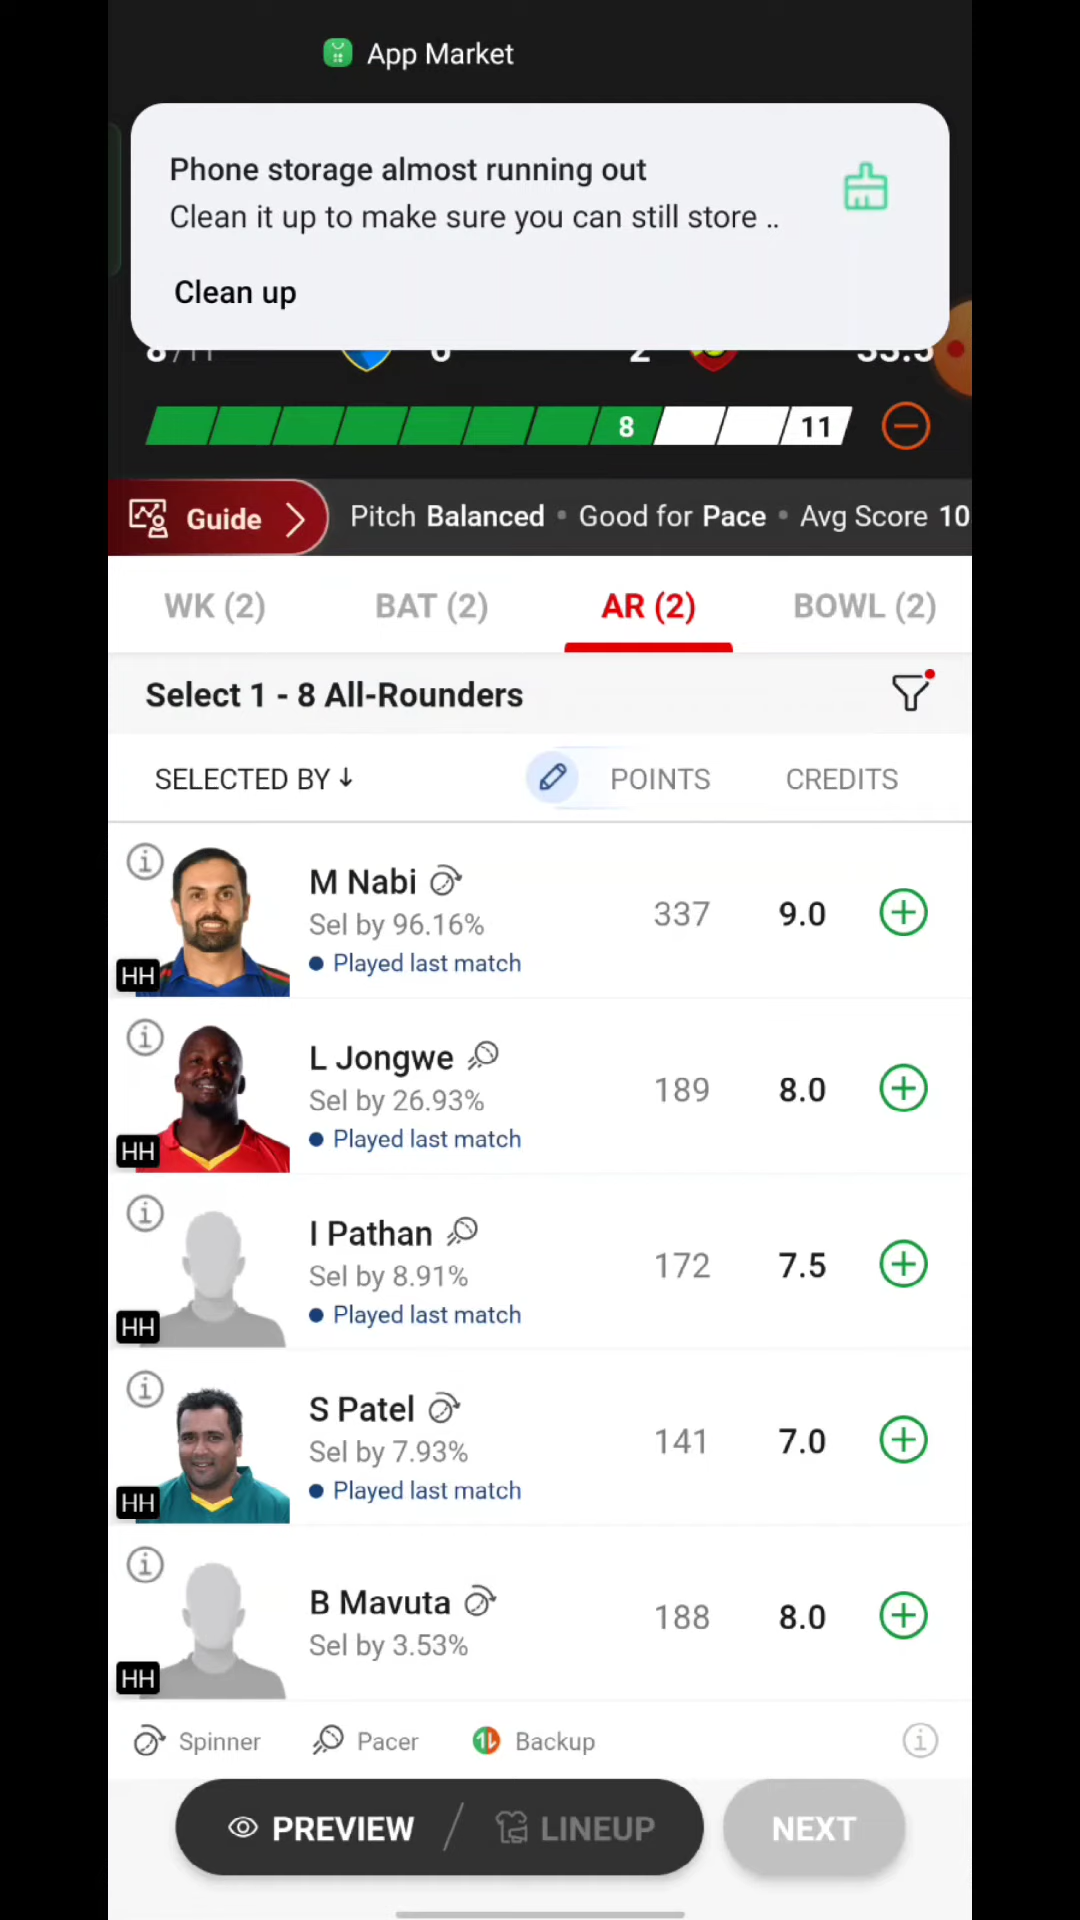 App Market
Phone storage almost running out
Clean it up to make sure you can still store ..
Clean up
8
11
Guide
Pitch Balanced • Good for Pace • Avg Score 10
WK (2)
BAT (2)
AR (2)
BOWL (2)
Select 1 - 8 All-Rounders
SELECTED BY ↓
POINTS
CREDITS
M Nabi
Sel by 96.16%
Played last match
HH
337
9.0
L Jongwe
Sel by 26.93%
Played last match
HH
189
8.0
I Pathan
Sel by 8.91%
Played last match
HH
172
7.5
S Patel
Sel by 7.93%
Played last match
HH
141
7.0
B Mavuta
Sel by 3.53%
HH
188
8.0
Spinner
Pacer
Backup
PREVIEW / LINEUP
NEXT